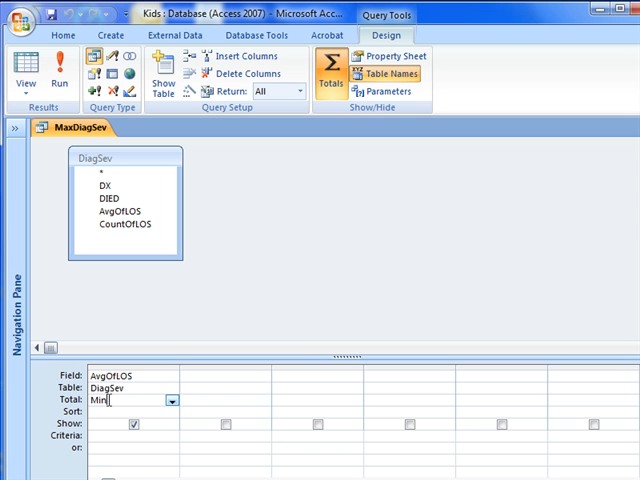 Kids : Database (Access 2007) - Microsoft Acc...
Query Tools
Home
Create
External Data
Database Tools
Acrobat
Design
View
Run
Results
Query Type
Show
Table
Insert Columns
Delete Columns
Return: All
Query Setup
Σ
Totals
Property Sheet
XYZ
Table Names
Parameters
Show/Hide
»
MaxDiagSev
Navigation Pane
DiagSev
*
DX
DIED
AvgOfLOS
CountOfLOS
Field: AvgOfLOS
Table: DiagSev
Total: Min
Sort:
Show:
Criteria:
or: